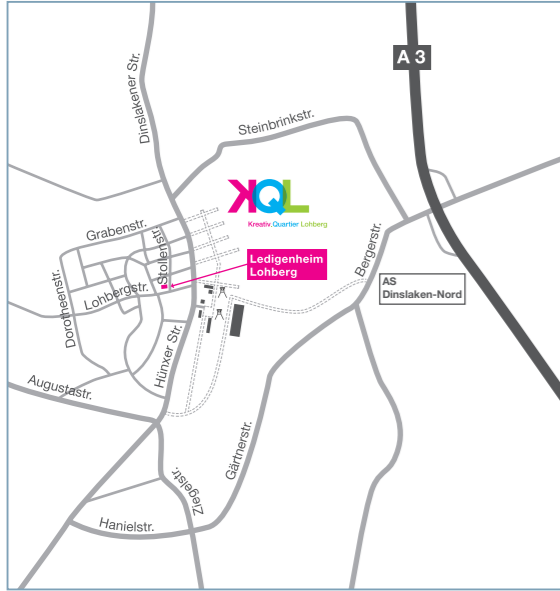 A 3
Dinslakener Str.
Steinbrinkstr.
KQL
Kreativ.Quartier Lohberg
Grabenstr.
Stollenstr.
Ledigenheim
Lohberg
Bergerstr.
Dorotheenstr.
Lohbergstr.
AS
Dinslaken-Nord
Hünxer Str.
Augustastr.
Gärtnerstr.
Ziegelstr.
Hanielstr.